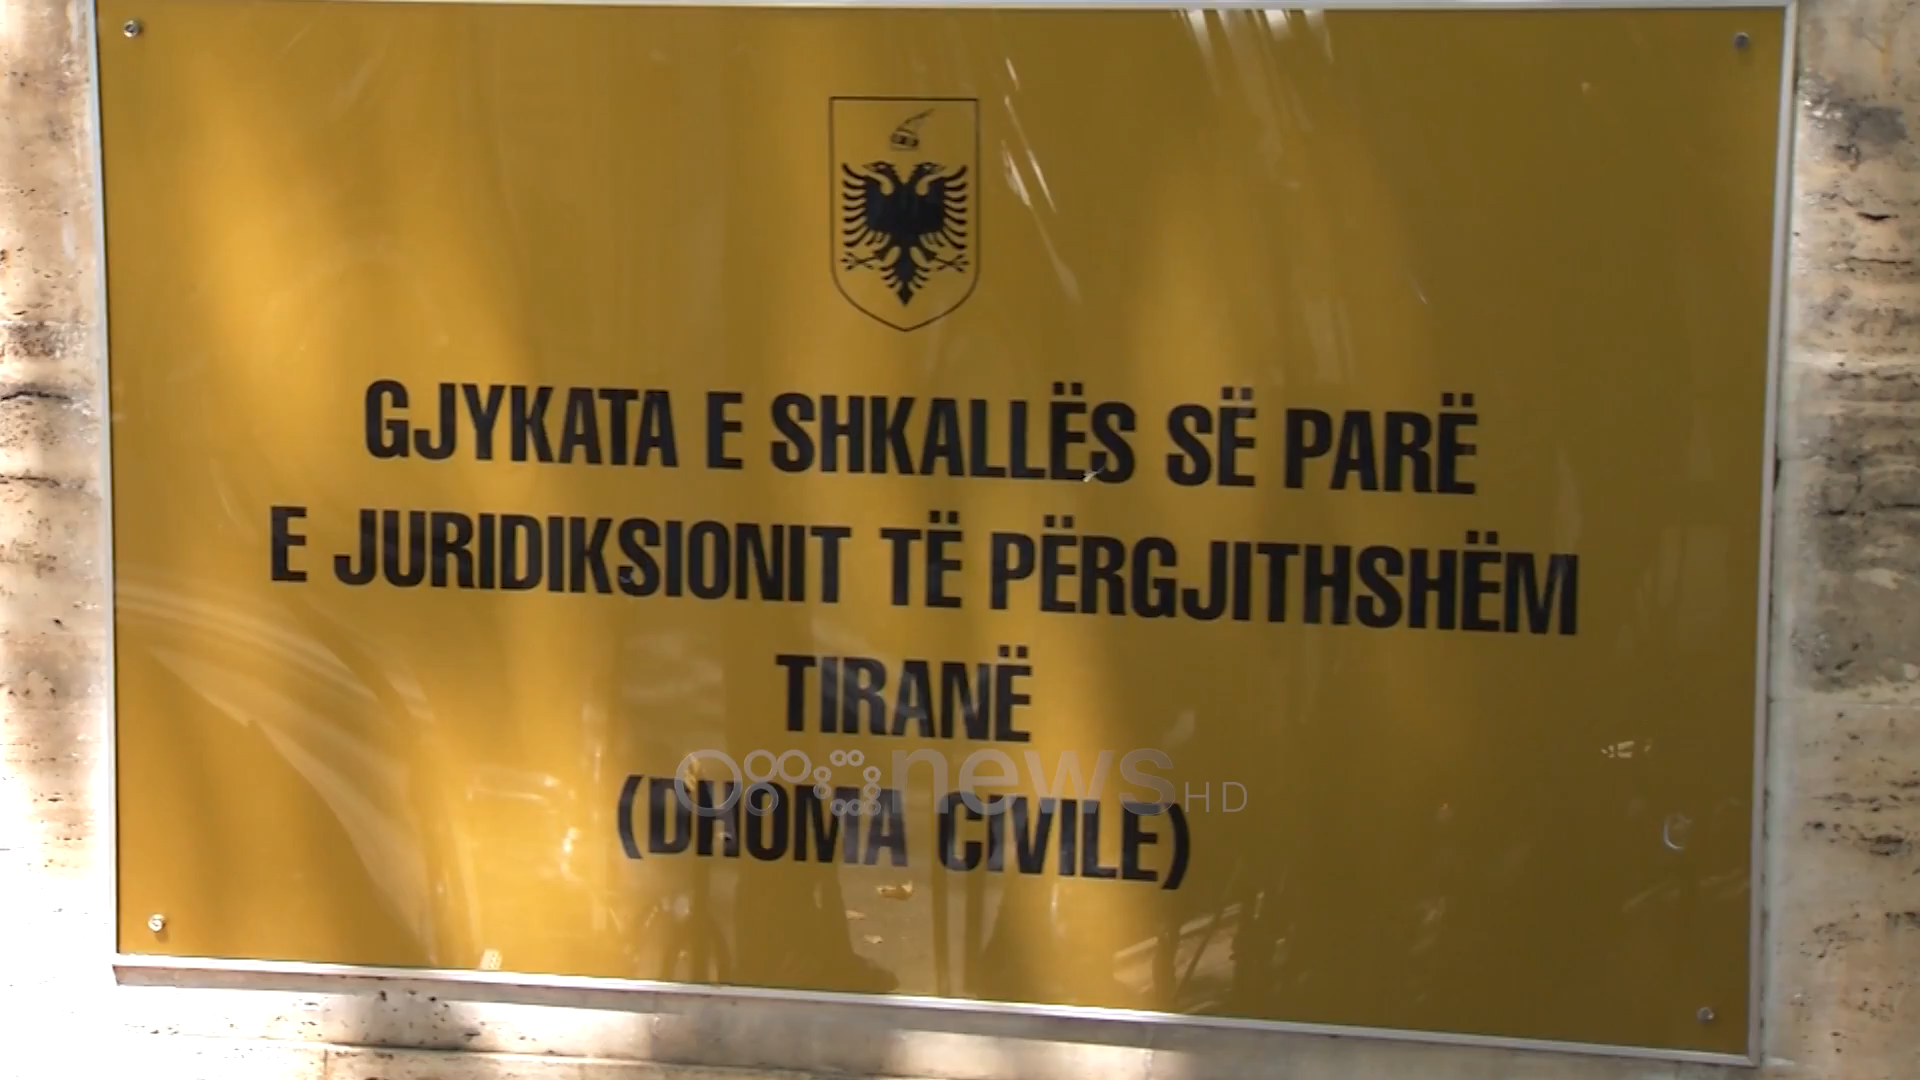 GJYKATA E SHKALLËS SË PARË
E JURIDIKSIONIT TË PËRGJITHSHËM
TIRANË
news HD
(DHOMA CIVILE)